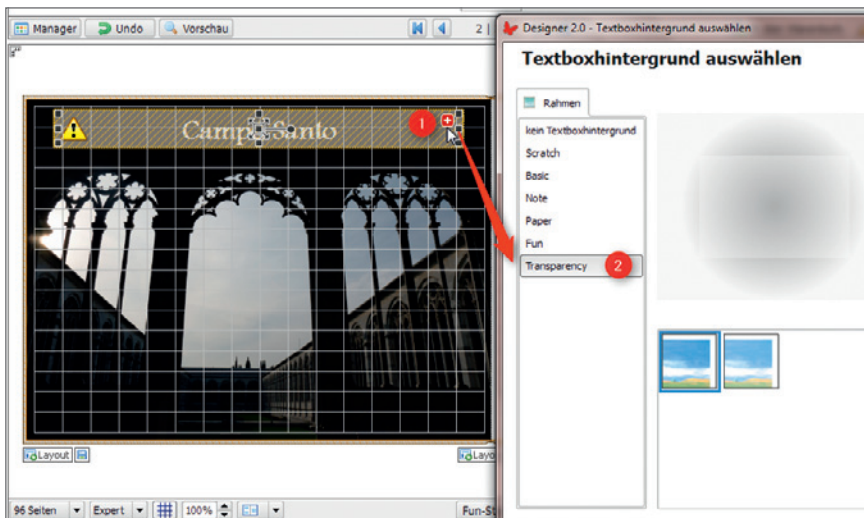 Manager Undo Vorschau 2 |
Designer 2.0 - Textboxhintergrund auswählen
Textboxhintergrund auswählen
Rahmen
kein Textboxhintergrund
Scratch
Basic
Note
Paper
Fun
Transparency 2
Campo Santo 1
Layout Layo
96 Seiten Expert 100% Fun-St